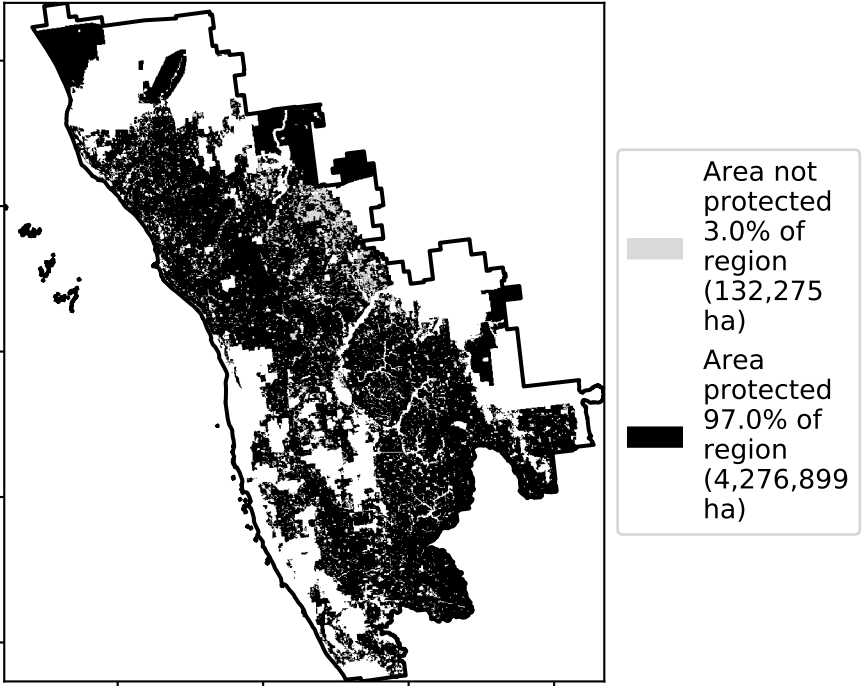 Area not
protected
3.0% of
region
(132,275
ha)
Area
protected
97.0% of
region
(4,276,899
ha)